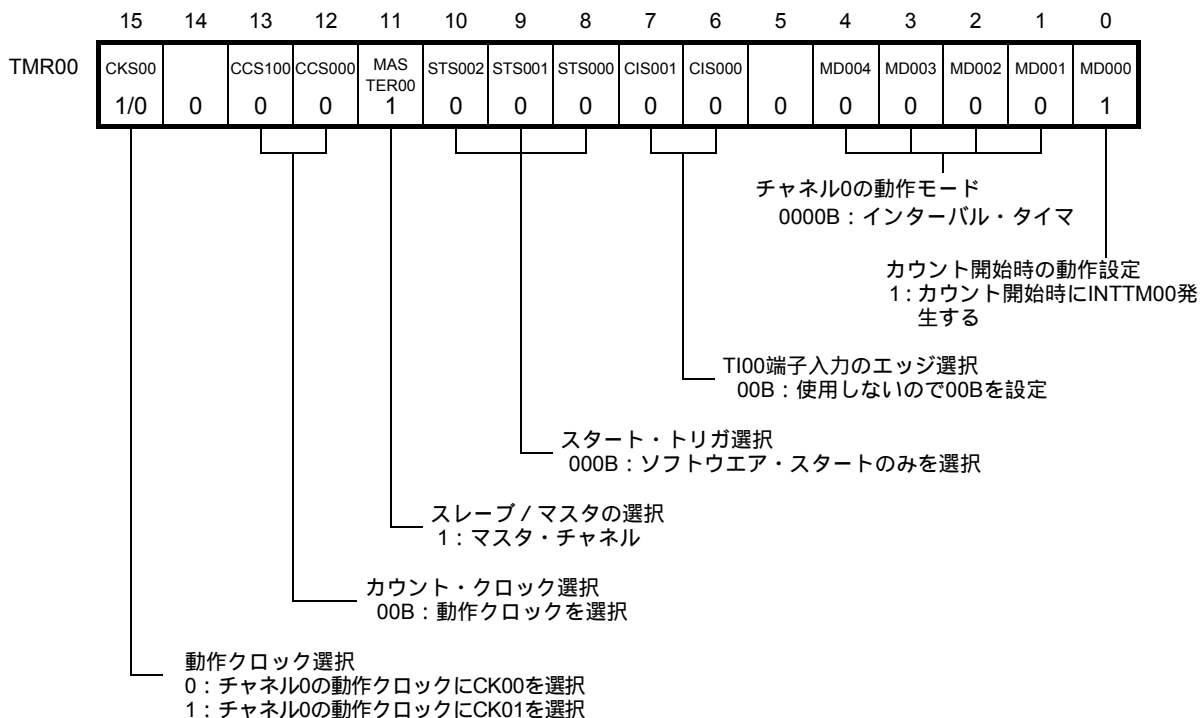 15 14 13 12 11 10 9 8 7 6 5 4 3 2 1 0
TMR00 CKS00 CCS100 CCS000 MAS STS002 STS001 STS000 CIS001 CIS000 MD004 MD003 MD002 MD001 MD000
TER00
1/0 0 0 0 1 0 0 0 0 0 0 0 0 0 0 1
チャネル0の動作モード
0000B：インターバル・タイマ
カウント開始時の動作設定
1：カウント開始時にINTTM00発
生する
TI00端子入力のエッジ選択
00B：使用しないので00Bを設定
スタート・トリガ選択
000B：ソフトウエア・スタートのみを選択
スレーブ／マスタの選択
1：マスタ・チャネル
カウント・クロック選択
00B：動作クロックを選択
動作クロック選択
0：チャネル0の動作クロックにCK00を選択
1：チャネル0の動作クロックにCK01を選択